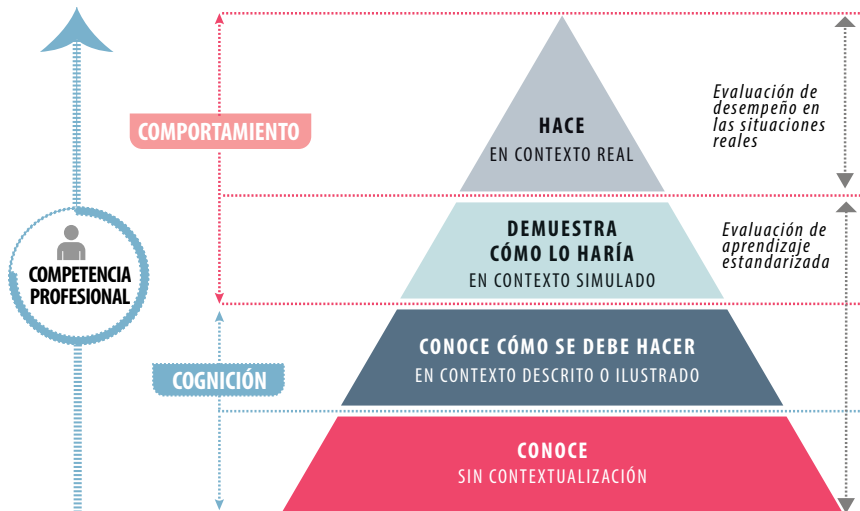 COMPETENCIA
PROFESIONAL
COMPORTAMIENTO
COGNICIÓN
HACE
EN CONTEXTO REAL
DEMUESTRA
CÓMO LO HARÍA
EN CONTEXTO SIMULADO
CONOCE CÓMO SE DEBE HACER
EN CONTEXTO DESCRITO O ILUSTRADO
CONOCE
SIN CONTEXTUALIZACIÓN
Evaluación de
desempeño en
las situaciones
reales
Evaluación de
aprendizaje
estandarizada